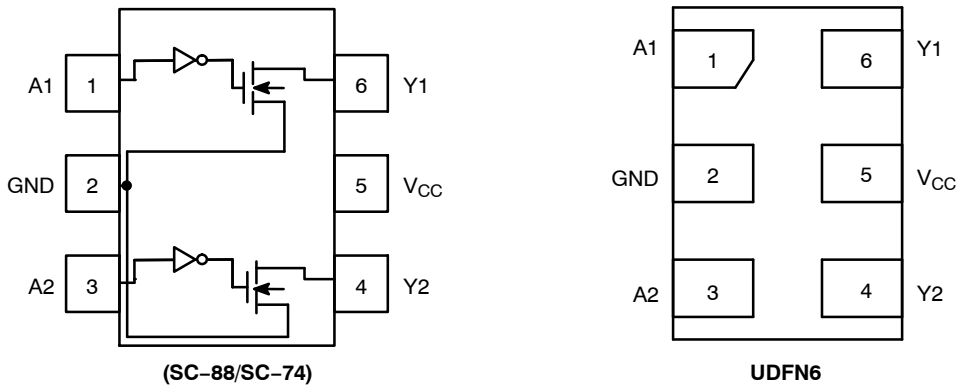 A1 1 6 Y1
GND 2 5 VCC
A2 3 4 Y2
(SC−88/SC−74)
A1 1 6 Y1
GND 2 5 VCC
A2 3 4 Y2
UDFN6